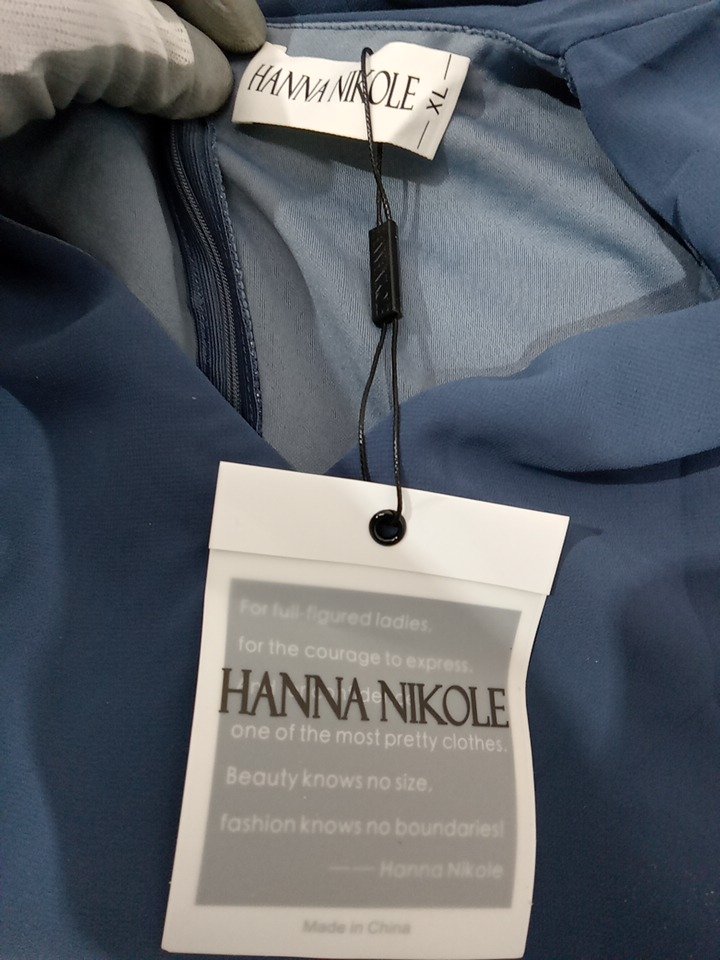 HANNA NIKOLE
— XL —
For full-figured ladies,
for the courage to express.
HANNA NIKOLE
one of the most pretty clothes.
Beauty knows no size,
fashion knows no boundaries!
—— Hanna Nikole
Made in China